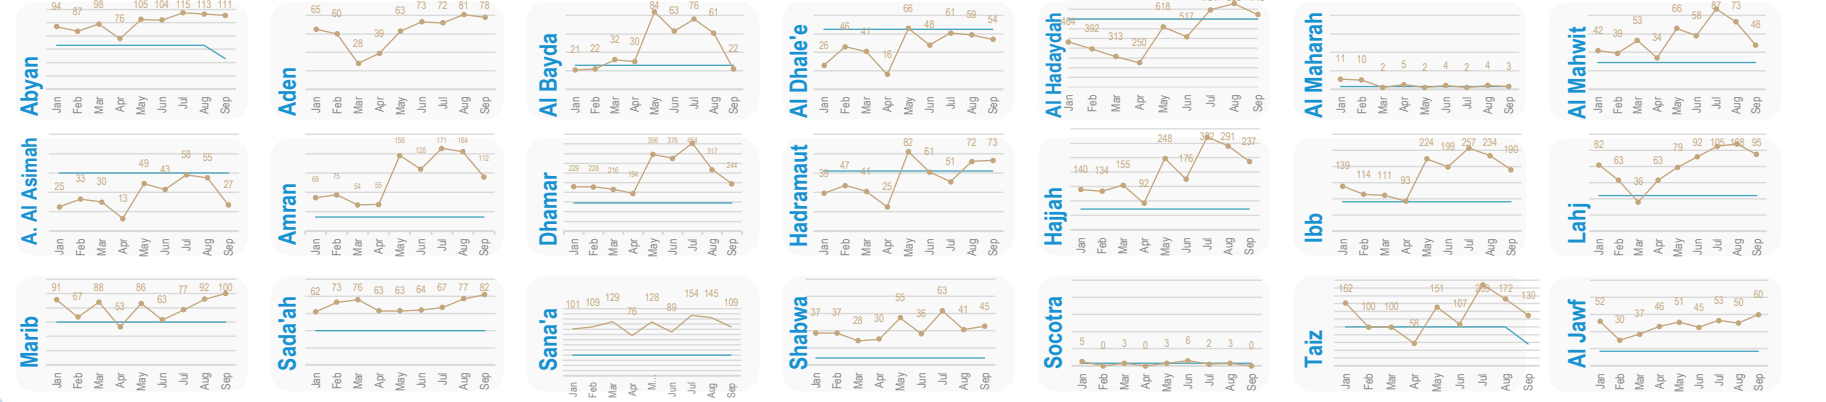 Abyan
94 87 98 76 105 104 115 113 111
Jan Feb Mar Apr May Jun Jul Aug Sep
Aden
65 60 28 39 63 73 72 81 78
Jan Feb Mar Apr May Jun Jul Aug Sep
Al Bayda
21 22 32 30 84 63 76 61 22
Jan Feb Mar Apr May Jun Jul Aug Sep
Al Dhale'e
26 46 41 16 66 48 61 59 54
Jan Feb Mar Apr May Jun Jul Aug Sep
Al Hadaydah
464 392 313 250 618 517
Jan Feb Mar Apr May Jun Jul Aug Sep
Al Maharah
11 10 2 5 2 4 2 4 3
Jan Feb Mar Apr May Jun Jul Aug Sep
Al Mahwit
42 39 53 34 66 58 87 73 48
Jan Feb Mar Apr May Jun Jul Aug Sep
A. Al Asimah
25 33 30 13 49 43 58 55 27
Jan Feb Mar Apr May Jun Jul Aug Sep
Amran
69 75 54 55 156 128 171 164 112
Jan Feb Mar Apr May Jun Jul Aug Sep
Dhamar
229 228 216 194 396 376 317 244
Jan Feb Mar Apr May Jun Jul Aug Sep
Hadramaut
39 47 41 25 82 61 51 72 73
Jan Feb Mar Apr May Jun Jul Aug Sep
Hajjah
140 134 155 92 248 176 291 237
Jan Feb Mar Apr May Jun Jul Aug Sep
Ibb
139 114 111 93 224 199 257 234 190
Jan Feb Mar Apr May Jun Jul Aug Sep
Lahj
82 63 36 63 79 92 105 108 95
Jan Feb Mar Apr May Jun Jul Aug Sep
Marib
91 67 88 53 86 63 77 92 100
Jan Feb Mar Apr May Jun Jul Aug Sep
Sada'ah
62 73 76 63 63 64 67 77 82
Jan Feb Mar Apr May Jun Jul Aug Sep
Sana'a
101 109 129 76 128 89 154 145 109
Jan Feb Mar Apr M... Jun Jul Aug Sep
Shabwa
37 37 28 30 55 36 63 41 45
Jan Feb Mar Apr May Jun Jul Aug Sep
Socotra
5 0 3 0 3 6 2 3 0
Jan Feb Mar Apr May Jun Jul Aug Sep
Taiz
162 100 100 58 151 107 172 130
Jan Feb Mar Apr May Jun Jul Aug Sep
Al Jawf
52 30 37 46 51 45 53 50 60
Jan Feb Mar Apr May Jun Jul Aug Sep